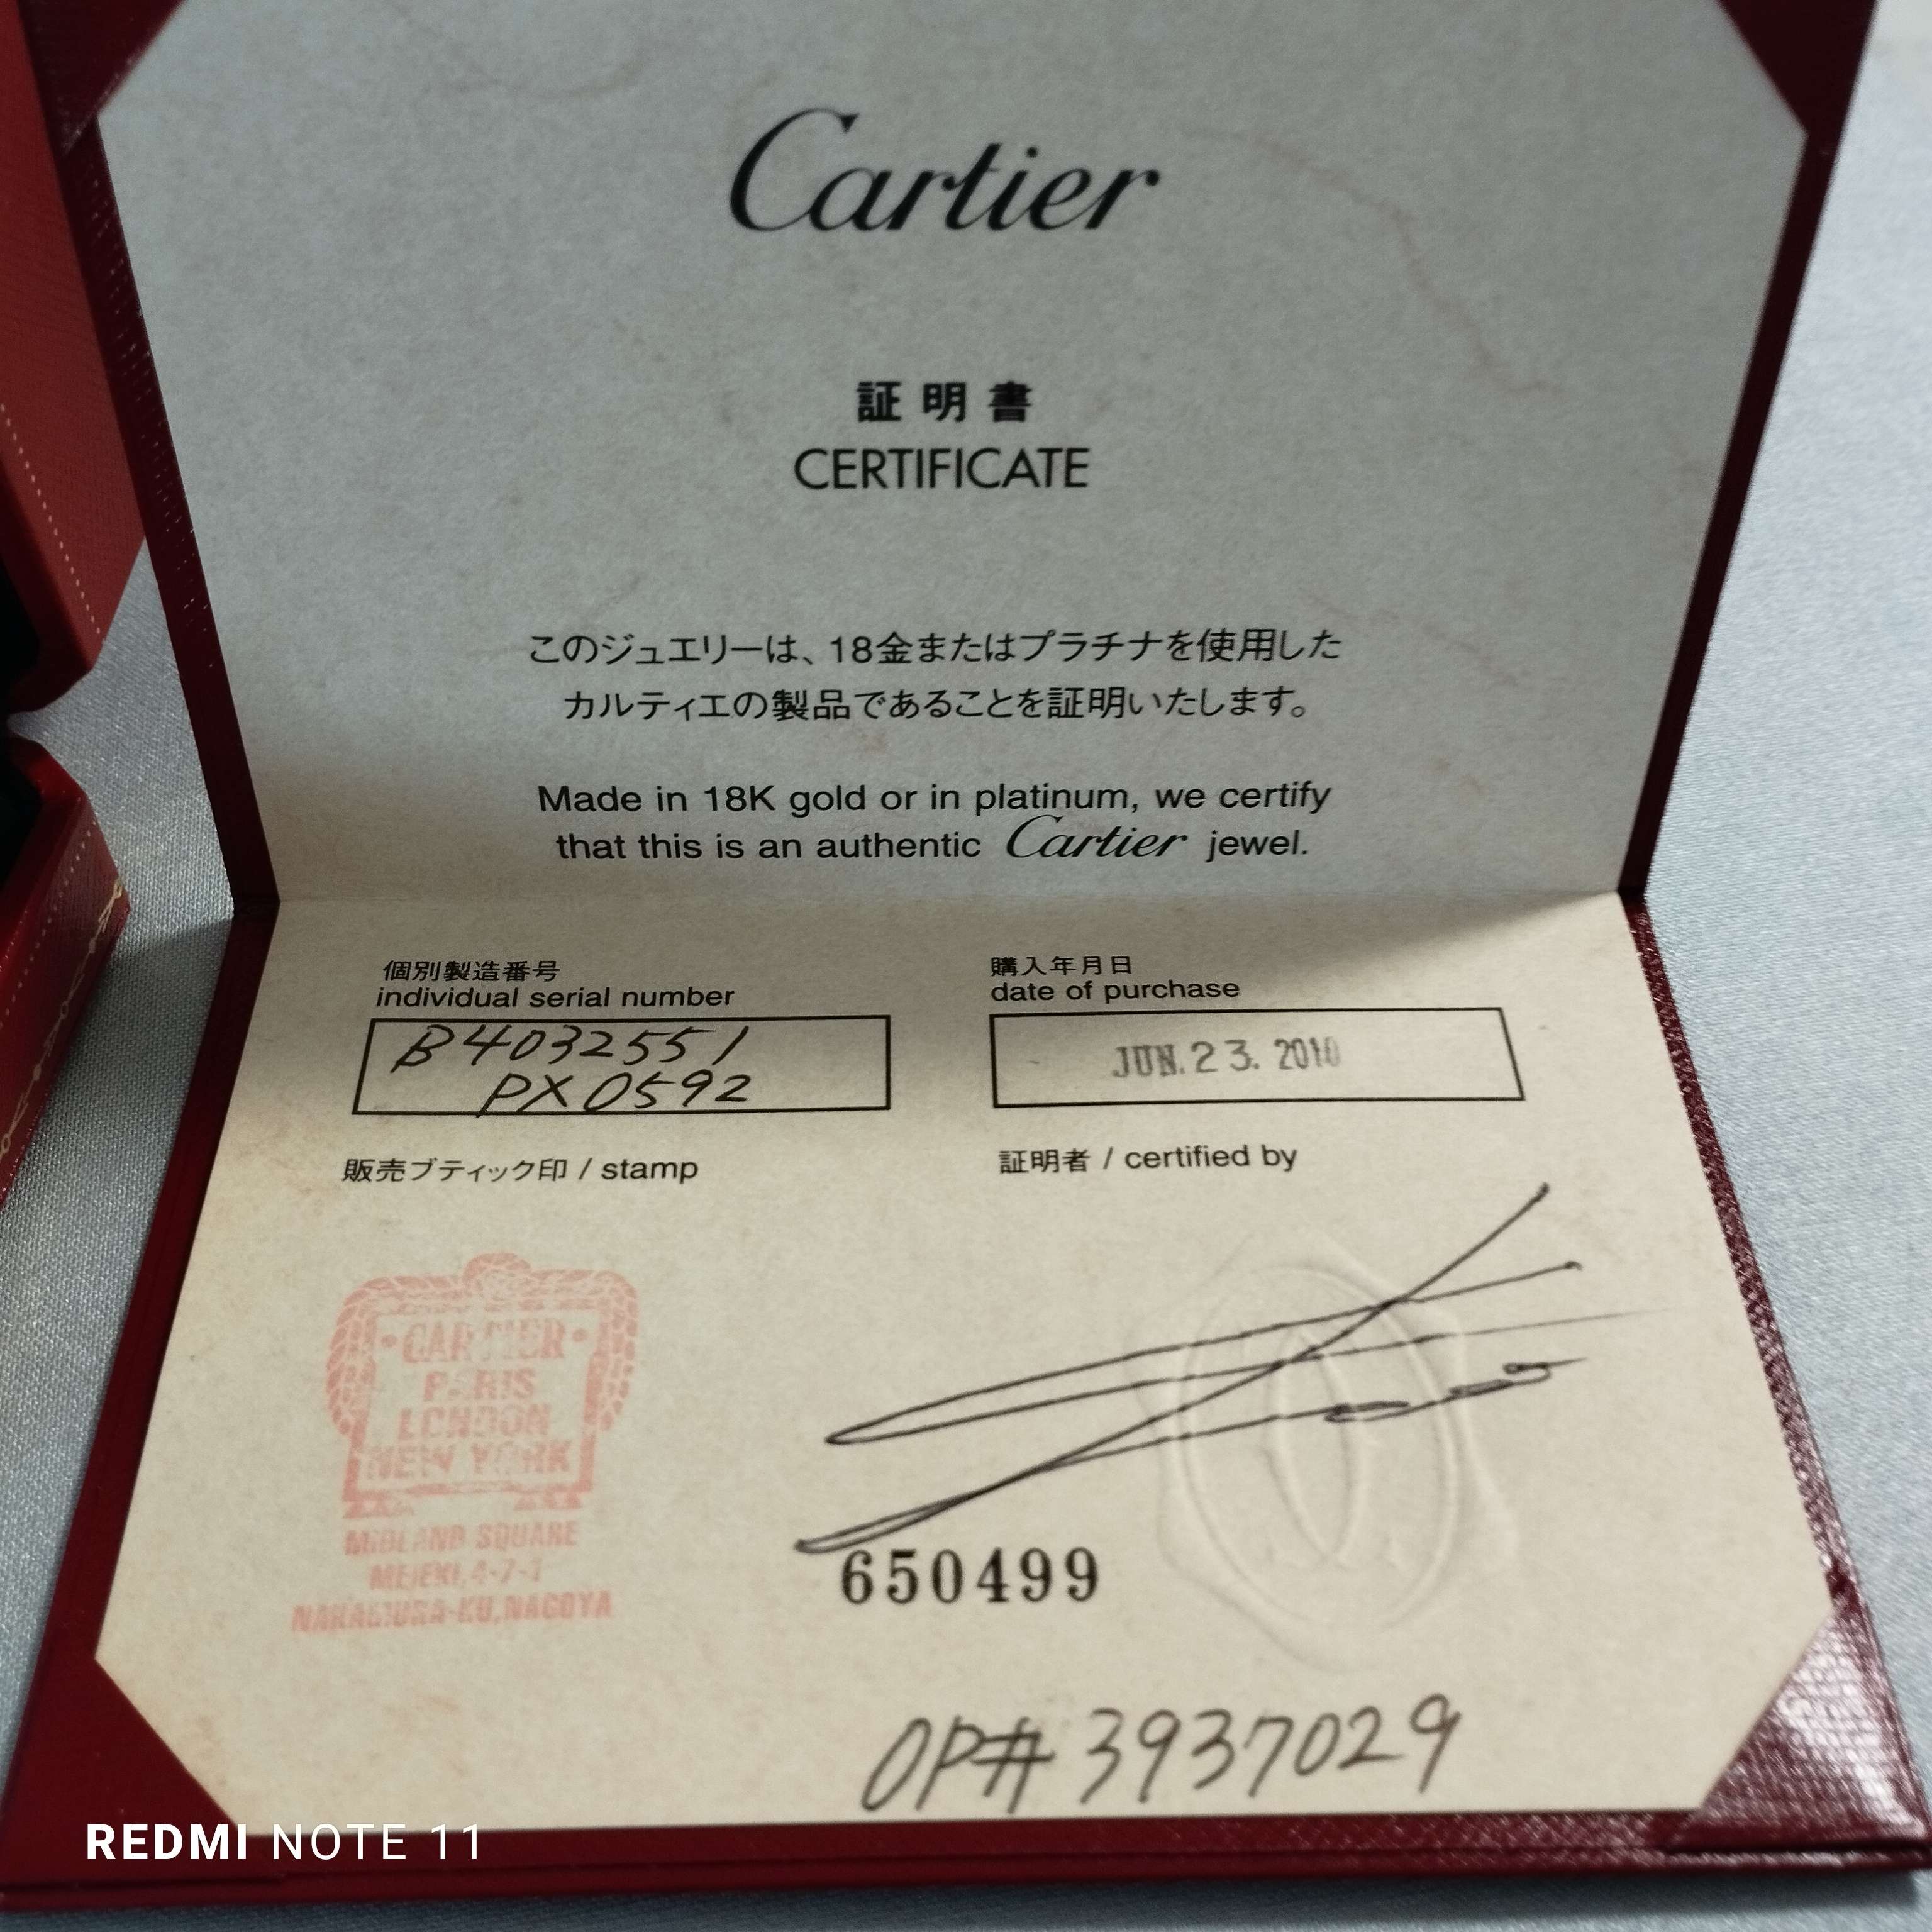 Cartier
証明書
CERTIFICATE
このジュエリーは、18金またはプラチナを使用した
カルティエの製品であることを証明いたします。
Made in 18K gold or in platinum, we certify
that this is an authentic Cartier jewel.
個別製造番号
individual serial number
B4032551
PX0592
購入年月日
date of purchase
JUN. 23. 2010
販売ブティック印 / stamp
証明者 / certified by
CARTIER
PARIS
LONDON
NEW YORK
MIDLAND SQUARE
MEIEKI, 4-7-1
NAKAMURA-KU, NAGOYA
650499
OP# 3937029
REDMI NOTE 11